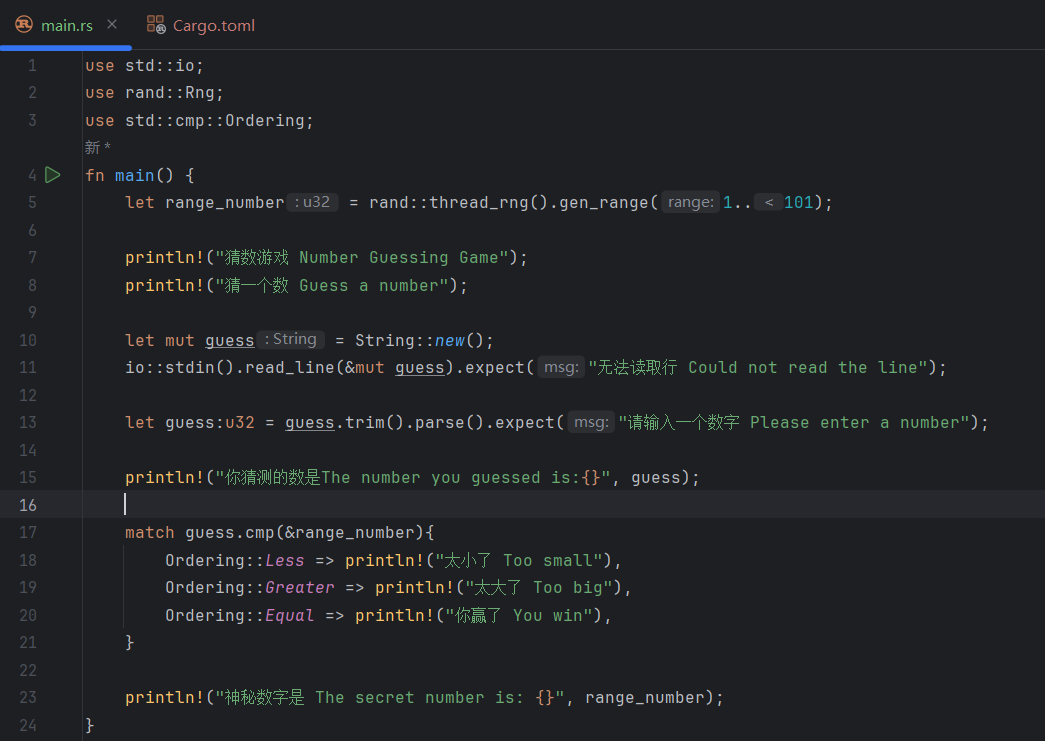 main.rs × Cargo.toml
1 use std::io;
2 use rand::Rng;
3 use std::cmp::Ordering;
新 *
4 fn main() {
5 let range_number : u32 = rand::thread_rng().gen_range( range: 1.. < 101);
6
7 println!("猜数游戏 Number Guessing Game");
8 println!("猜一个数 Guess a number");
9
10 let mut guess : String = String::new();
11 io::stdin().read_line(&mut guess).expect( msg: "无法读取行 Could not read the line");
12
13 let guess:u32 = guess.trim().parse().expect( msg: "请输入一个数字 Please enter a number");
14
15 println!("你猜测的数是The number you guessed is:{}", guess);
16
17 match guess.cmp(&range_number){
18 Ordering::Less => println!("太小了 Too small"),
19 Ordering::Greater => println!("太大了 Too big"),
20 Ordering::Equal => println!("你赢了 You win"),
21 }
22
23 println!("神秘数字是 The secret number is: {}", range_number);
24 }